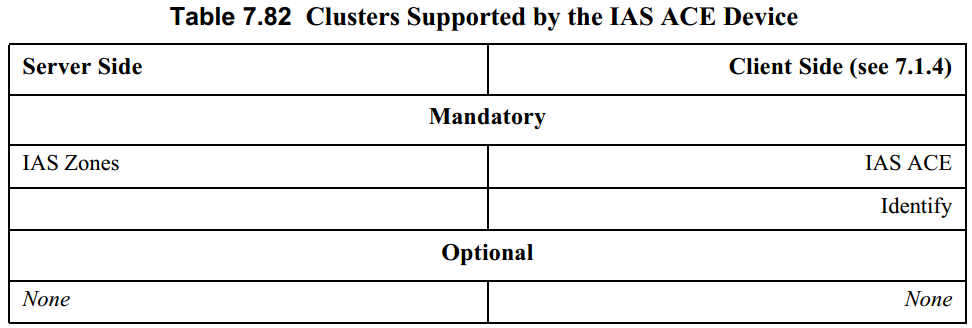 Table 7.82 Clusters Supported by the IAS ACE Device
Server Side Client Side (see 7.1.4)
Mandatory
IAS Zones IAS ACE
Identify
Optional
None None